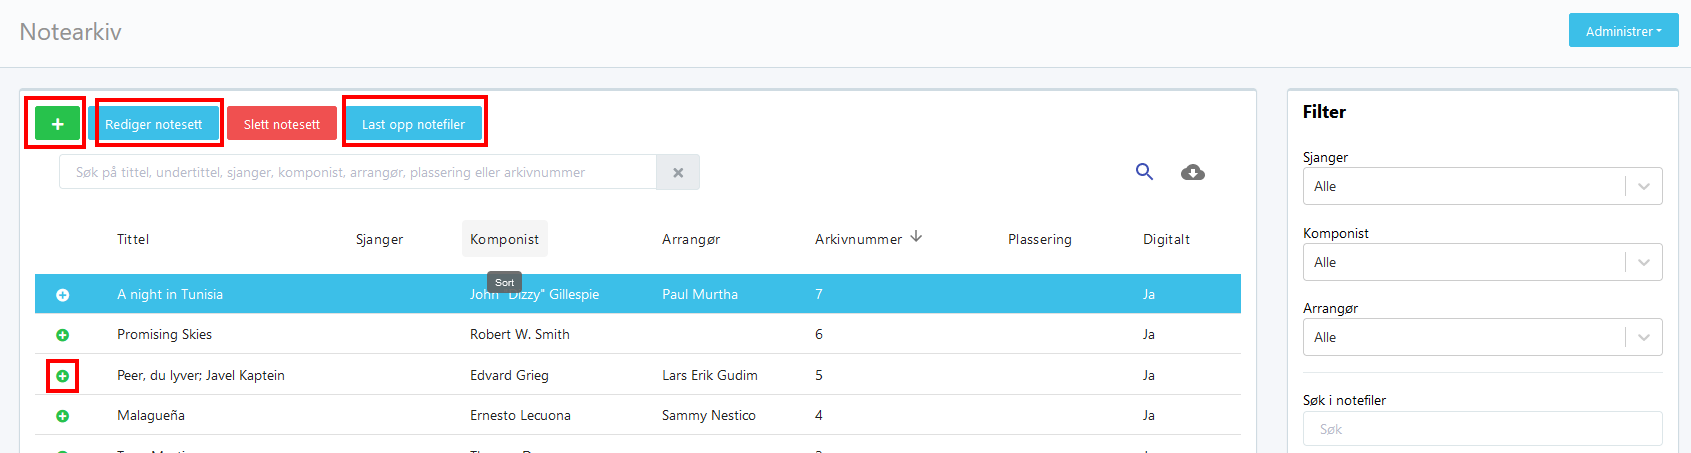 Notearkiv
Administrer
Rediger notesett
Slett notesett
Last opp notefiler
Søk på tittel, undertittel, sjanger, komponist, arrangør, plassering eller arkivnummer
Tittel Sjanger Komponist Arrangør Arkivnummer Plassering Digitalt
Sort
A night in Tunisia John "Dizzy" Gillespie Paul Murtha 7 Ja
Promising Skies Robert W. Smith 6 Ja
Peer, du lyver; Javel Kaptein Edvard Grieg Lars Erik Gudim 5 Ja
Malagueña Ernesto Lecuona Sammy Nestico 4 Ja
Filter
Sjanger
Alle
Komponist
Alle
Arrangør
Alle
Søk i notefiler
Søk